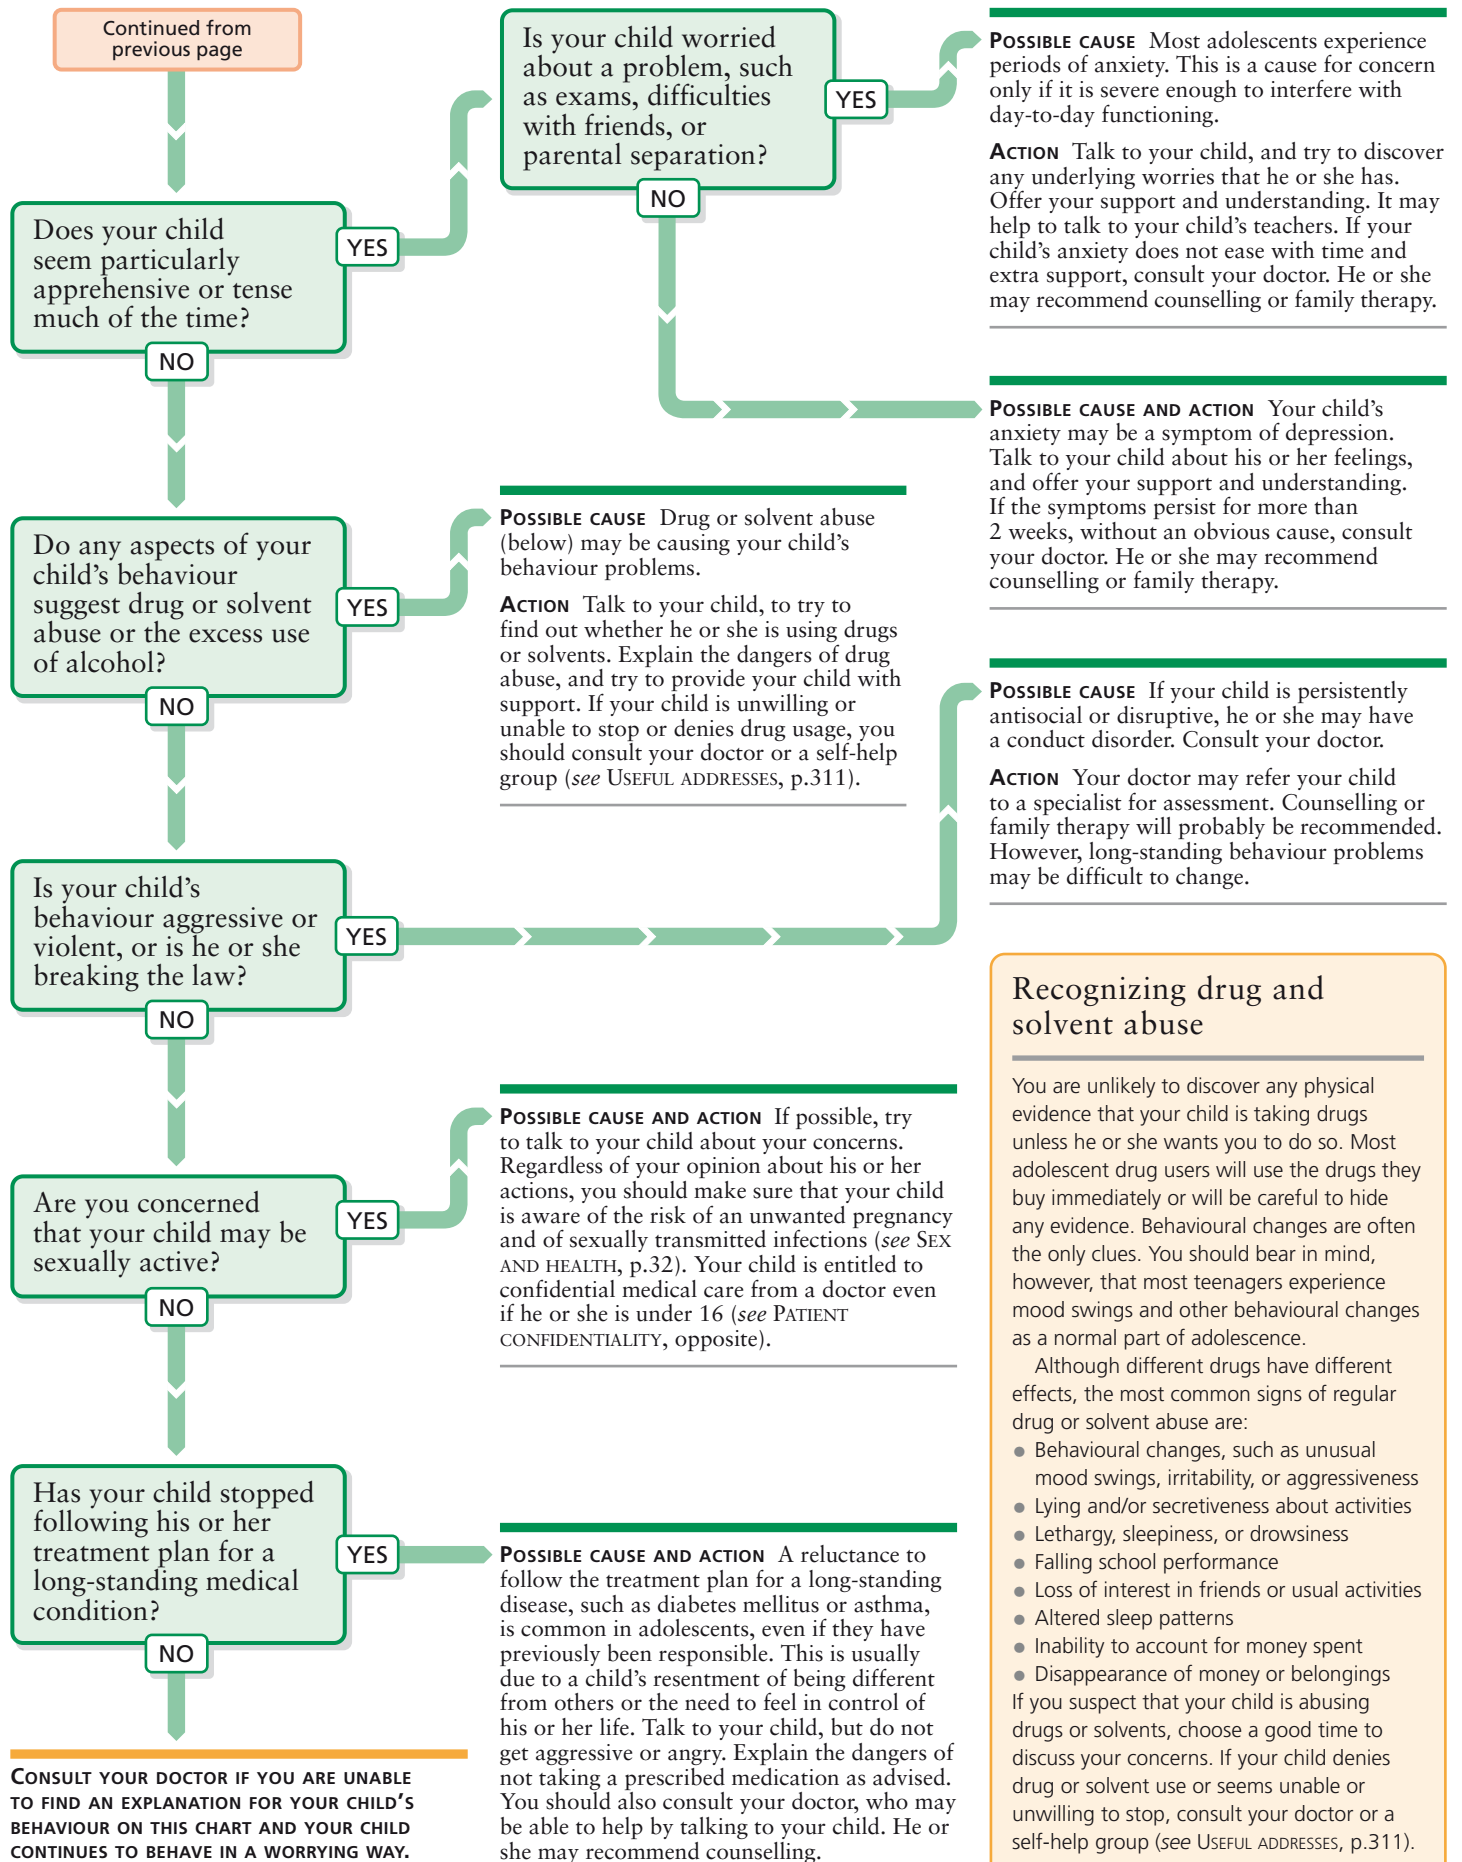 Continued from
previous page
Does your child
seem particularly
apprehensive or tense
much of the time?
YES
NO
Is your child worried
about a problem, such
as exams, difficulties
with friends, or
parental separation?
YES
NO
POSSIBLE CAUSE Most adolescents experience
periods of anxiety. This is a cause for concern
only if it is severe enough to interfere with
day-to-day functioning.
ACTION Talk to your child, and try to discover
any underlying worries that he or she has.
Offer your support and understanding. It may
help to talk to your child’s teachers. If your
child’s anxiety does not ease with time and
extra support, consult your doctor. He or she
may recommend counselling or family therapy.
POSSIBLE CAUSE AND ACTION Your child’s
anxiety may be a symptom of depression.
Talk to your child about his or her feelings,
and offer your support and understanding.
If the symptoms persist for more than
2 weeks, without an obvious cause, consult
your doctor. He or she may recommend
counselling or family therapy.
Do any aspects of your
child’s behaviour
suggest drug or solvent
abuse or the excess use
of alcohol?
YES
NO
POSSIBLE CAUSE Drug or solvent abuse
(below) may be causing your child’s
behaviour problems.
ACTION Talk to your child, to try to
find out whether he or she is using drugs
or solvents. Explain the dangers of drug
abuse, and try to provide your child with
support. If your child is unwilling or
unable to stop or denies drug usage, you
should consult your doctor or a self-help
group (see USEFUL ADDRESSES, p.311).
Is your child’s
behaviour aggressive or
violent, or is he or she
breaking the law?
YES
NO
POSSIBLE CAUSE If your child is persistently
antisocial or disruptive, he or she may have
a conduct disorder. Consult your doctor.
ACTION Your doctor may refer your child
to a specialist for assessment. Counselling or
family therapy will probably be recommended.
However, long-standing behaviour problems
may be difficult to change.
Are you concerned
that your child may be
sexually active?
YES
NO
POSSIBLE CAUSE AND ACTION If possible, try
to talk to your child about your concerns.
Regardless of your opinion about his or her
actions, you should make sure that your child
is aware of the risk of an unwanted pregnancy
and of sexually transmitted infections (see SEX
AND HEALTH, p.32). Your child is entitled to
confidential medical care from a doctor even
if he or she is under 16 (see PATIENT
CONFIDENTIALITY, opposite).
Has your child stopped
following his or her
treatment plan for a
long-standing medical
condition?
YES
NO
POSSIBLE CAUSE AND ACTION A reluctance to
follow the treatment plan for a long-standing
disease, such as diabetes mellitus or asthma,
is common in adolescents, even if they have
previously been responsible. This is usually
due to a child’s resentment of being different
from others or the need to feel in control of
his or her life. Talk to your child, but do not
get aggressive or angry. Explain the dangers of
not taking a prescribed medication as advised.
You should also consult your doctor, who may
be able to help by talking to your child. He or
she may recommend counselling.
CONSULT YOUR DOCTOR IF YOU ARE UNABLE
TO FIND AN EXPLANATION FOR YOUR CHILD’S
BEHAVIOUR ON THIS CHART AND YOUR CHILD
CONTINUES TO BEHAVE IN A WORRYING WAY.
Recognizing drug and
solvent abuse
You are unlikely to discover any physical
evidence that your child is taking drugs
unless he or she wants you to do so. Most
adolescent drug users will use the drugs they
buy immediately or will be careful to hide
any evidence. Behavioural changes are often
the only clues. You should bear in mind,
however, that most teenagers experience
mood swings and other behavioural changes
as a normal part of adolescence.
Although different drugs have different
effects, the most common signs of regular
drug or solvent abuse are:
● Behavioural changes, such as unusual
mood swings, irritability, or aggressiveness
● Lying and/or secretiveness about activities
● Lethargy, sleepiness, or drowsiness
● Falling school performance
● Loss of interest in friends or usual activities
● Altered sleep patterns
● Inability to account for money spent
● Disappearance of money or belongings
If you suspect that your child is abusing
drugs or solvents, choose a good time to
discuss your concerns. If your child denies
drug or solvent use or seems unable or
unwilling to stop, consult your doctor or a
self-help group (see USEFUL ADDRESSES, p.311).